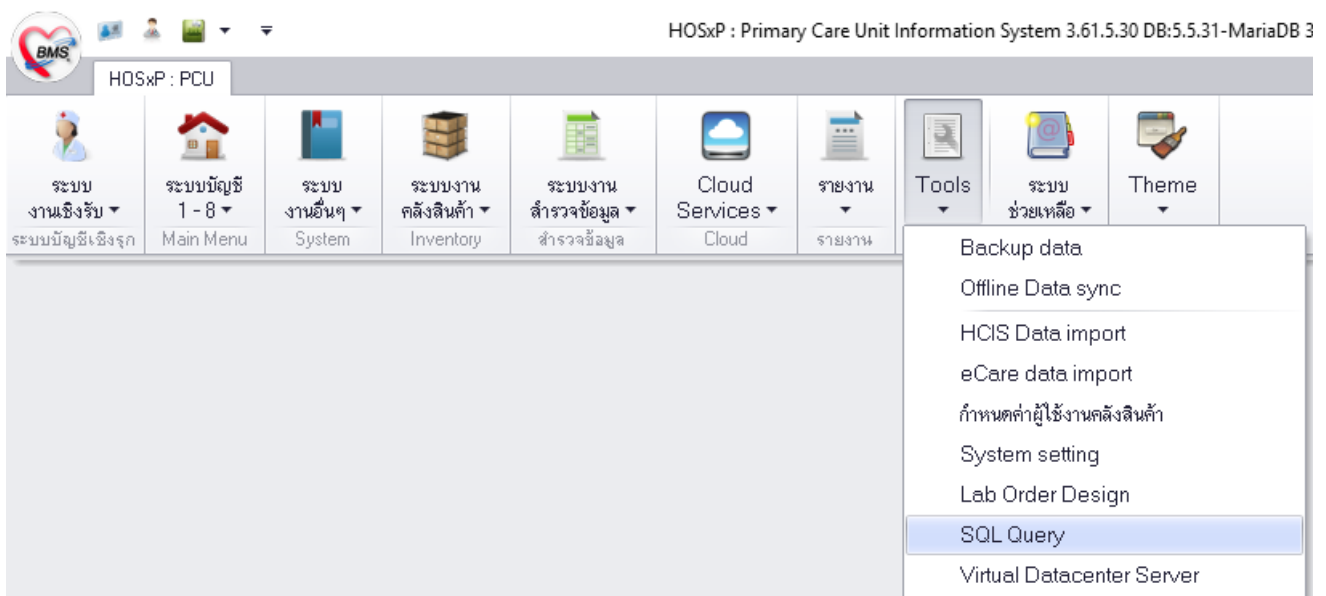 HOSxP : Primary Care Unit Information System 3.61.5.30 DB:5.5.31-MariaDB 3
BMS
HOSxP : PCU
ระบบ
งานเชิงรับ
ระบบบัญชี
1 - 8
ระบบ
งานอื่นๆ
ระบบงาน
คลังสินค้า
ระบบงาน
สำรวจข้อมูล
Cloud
Services
รายงาน
Tools
ระบบ
ช่วยเหลือ
Theme
ระบบบัญชีเชิงรุก
Main Menu
System
Inventory
สำรวจข้อมูล
Cloud
รายงาน
Backup data
Offline Data sync
HCIS Data import
eCare data import
กำหนดค่าผู้ใช้งานคลังสินค้า
System setting
Lab Order Design
SQL Query
Virtual Datacenter Server